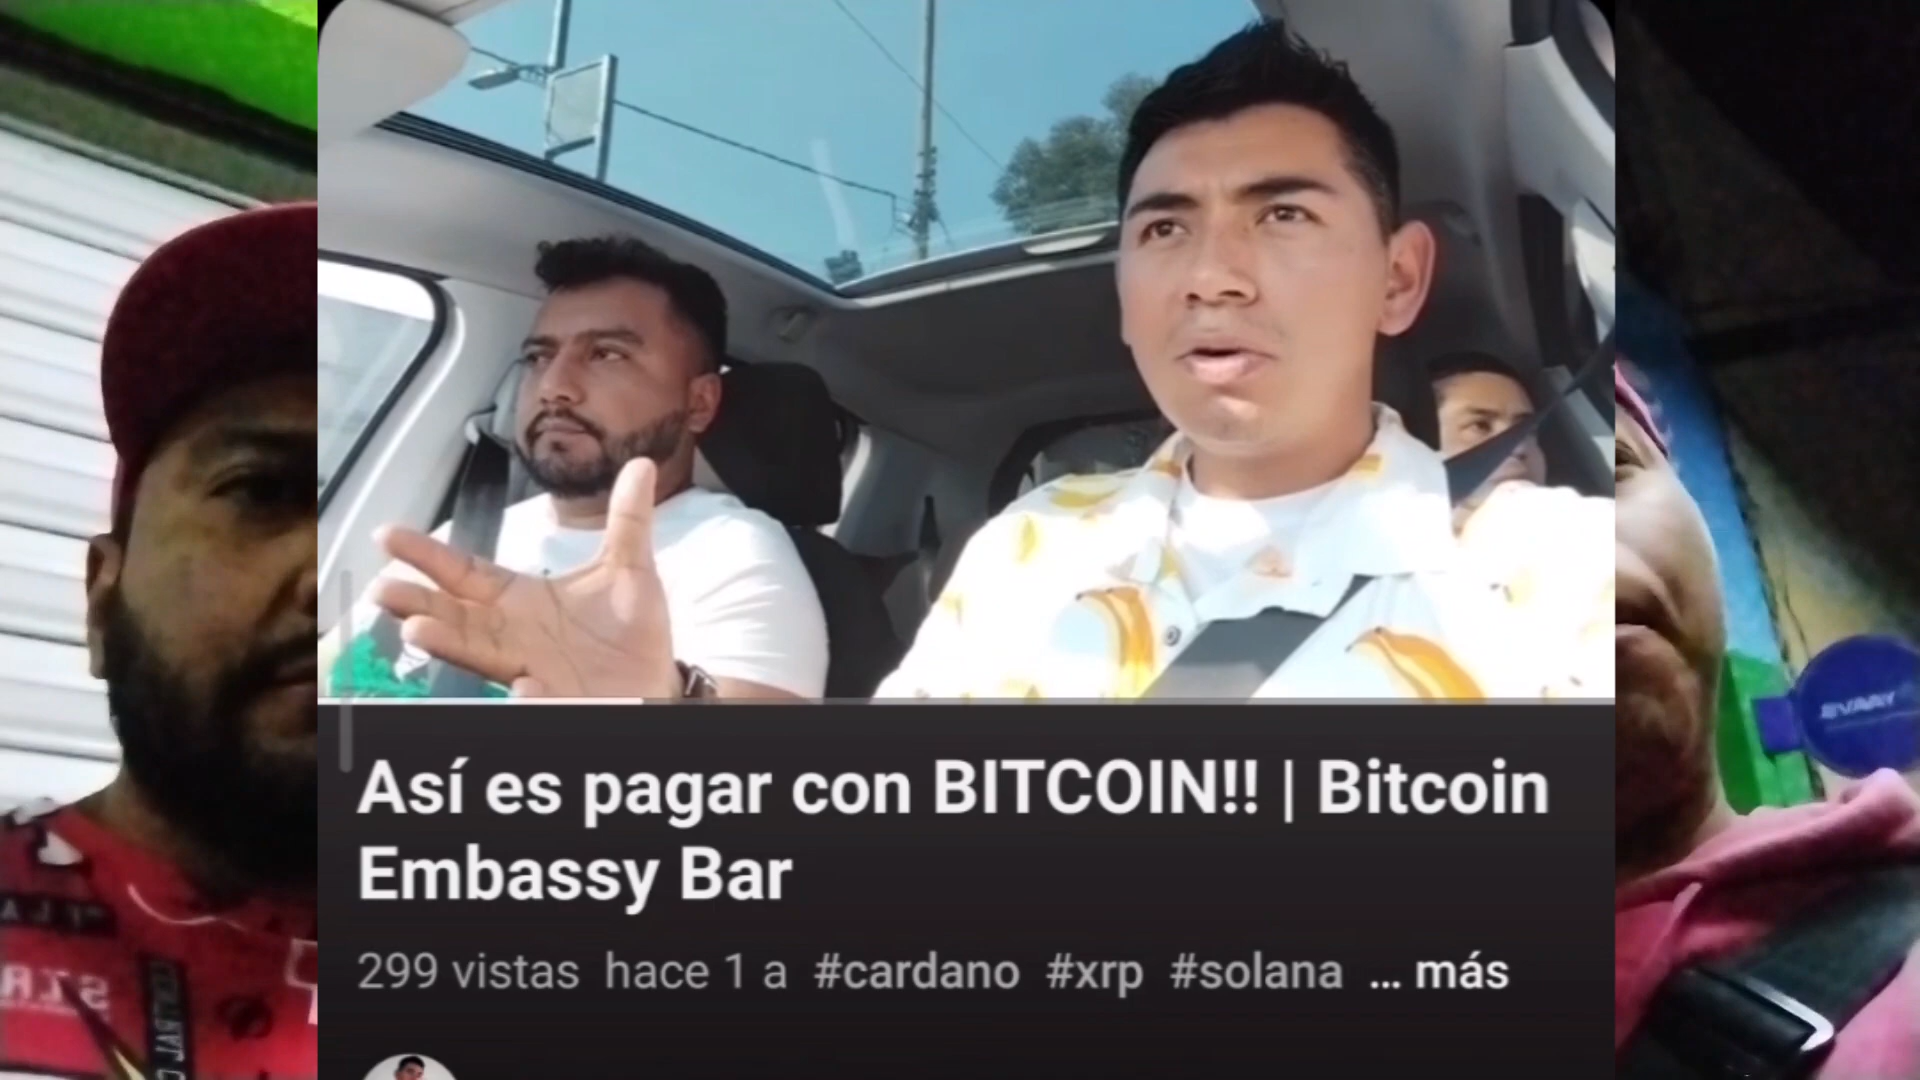 Así es pagar con BITCOIN!! | Bitcoin
Embassy Bar
299 vistas hace 1 a #cardano #xrp #solana ... más